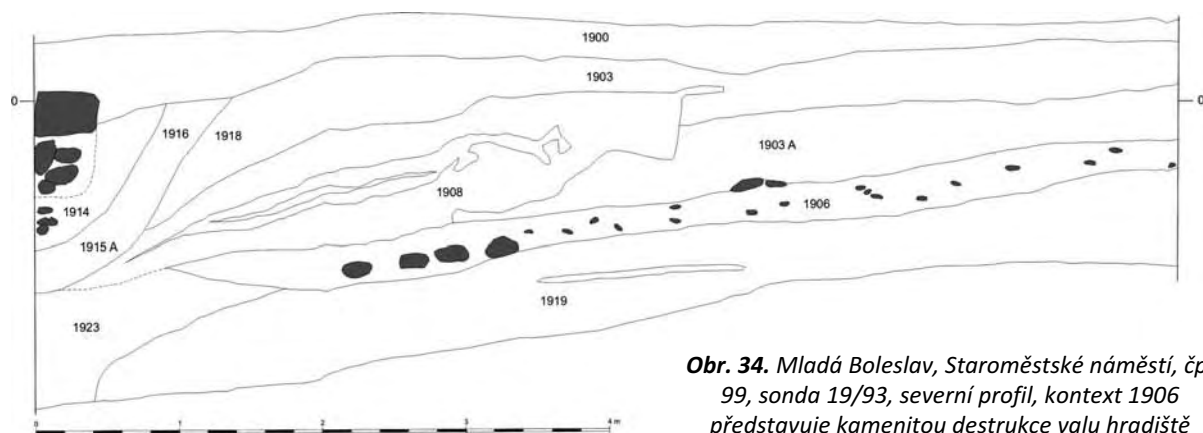 1900
0
0
1903
1916
1918
1903 A
1908
1914
1906
1915 A
1919
1923
Obr. 34. Mladá Boleslav, Staroměstské náměstí, čp
99, sonda 19/93, severní profil, kontext 1906
představuje kamenitou destrukce valu hradiště
0 1 2 3 4 m